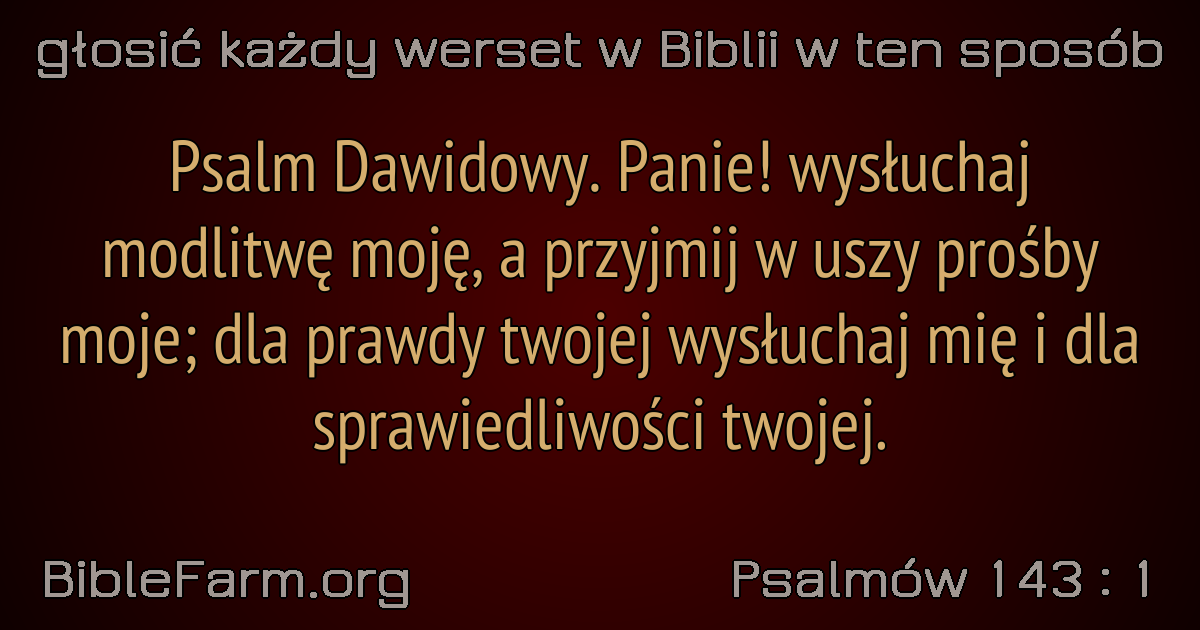 głosić każdy werset w Biblii w ten sposób
Psalm Dawidowy. Panie! wysłuchaj
modlitwę moję, a przyjmij w uszy prośby
moje; dla prawdy twojej wysłuchaj mię i dla
sprawiedliwości twojej.
BibleFarm.org
Psalmów 143 : 1